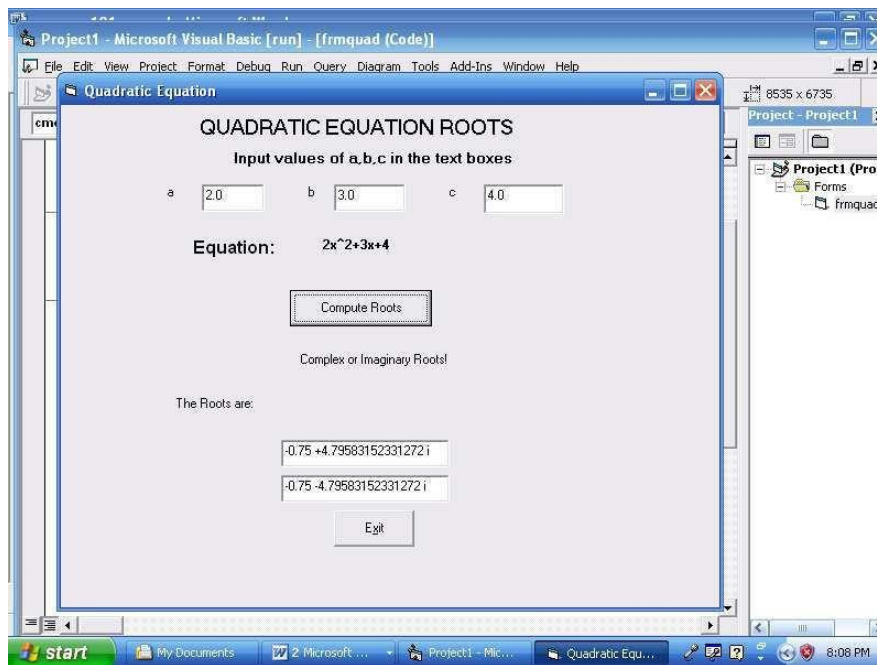 Project1 - Microsoft Visual Basic [run] - [frmquad (Code)]
File Edit View Project Format Debug Run Query Diagram Tools Add-Ins Window Help
Quadratic Equation
8535 x 6735
QUADRATIC EQUATION ROOTS
Project - Project1
Input values of a,b,c in the text boxes
a 2.0 b 3.0 c 4.0
Project1 (Pro
Forms
frmquad
Equation: 2x^2+3x+4
Compute Roots
Complex or Imaginary Roots!
The Roots are:
-0.75 +4.79583152331272 i
-0.75 -4.79583152331272 i
Exit
start My Documents 2 Microsoft ... Project1 - Mic... Quadratic Equ... 8:08 PM